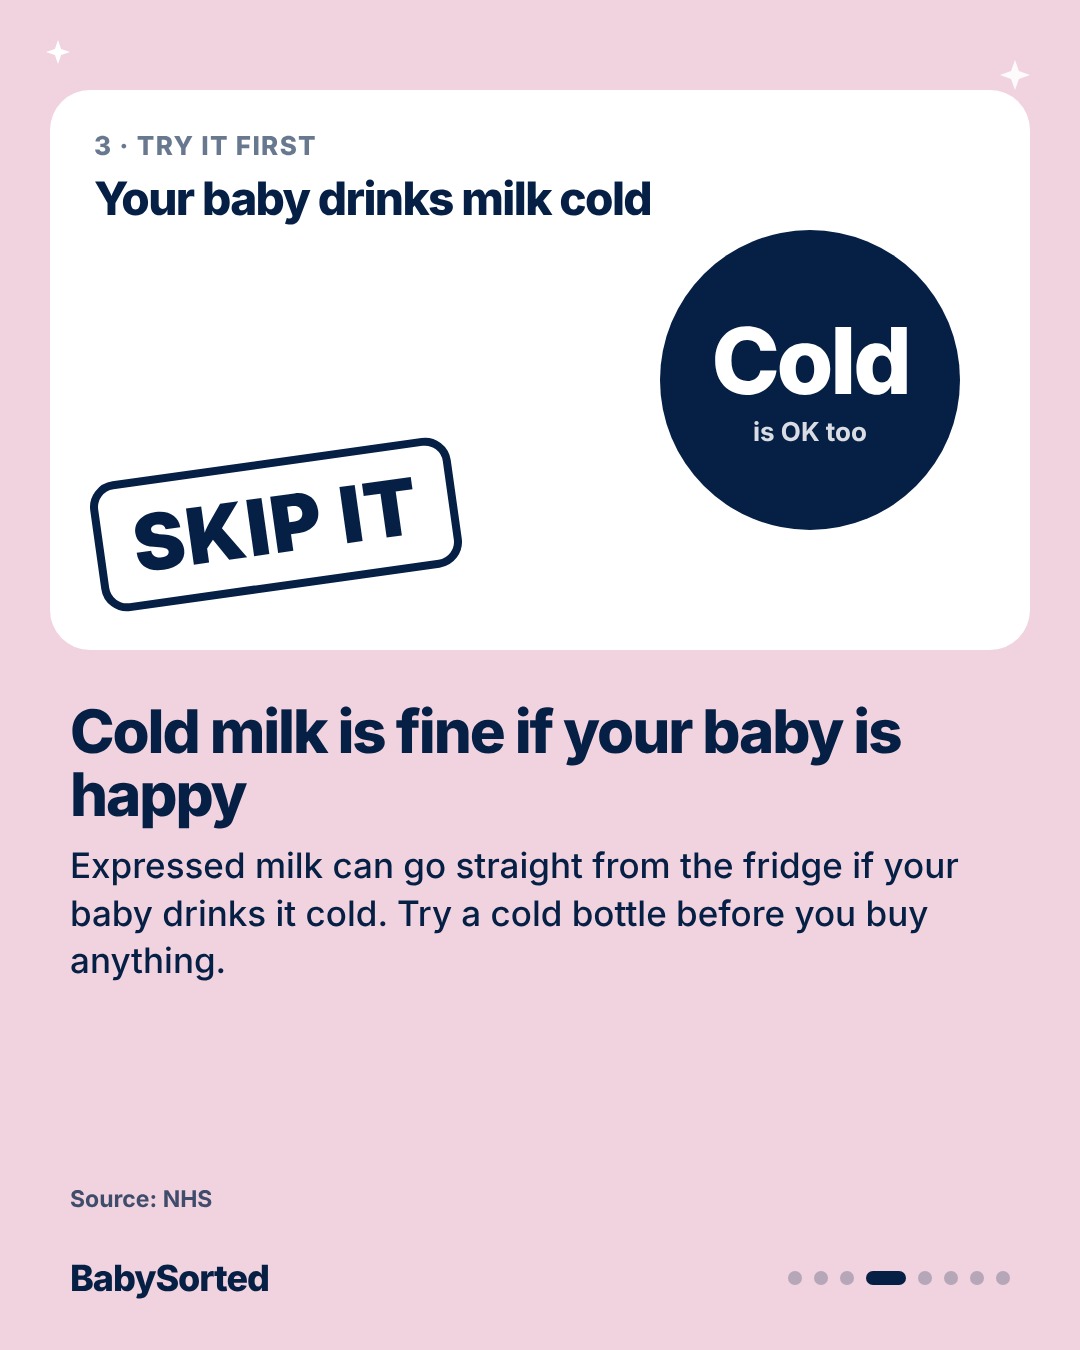 3 · TRY IT FIRST
Your baby drinks milk cold
Cold
is OK too
SKIP IT
Cold milk is fine if your baby is
happy
Expressed milk can go straight from the fridge if your
baby drinks it cold. Try a cold bottle before you buy
anything.
Source: NHS
BabySorted